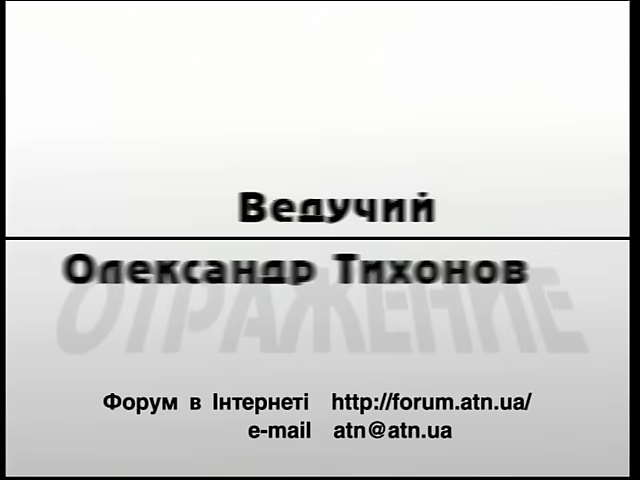 Ведучий
Олександр Тихонов
ОТРАЖЕНИЕ
Форум в Інтернеті http://forum.atn.ua/
e-mail atn@atn.ua